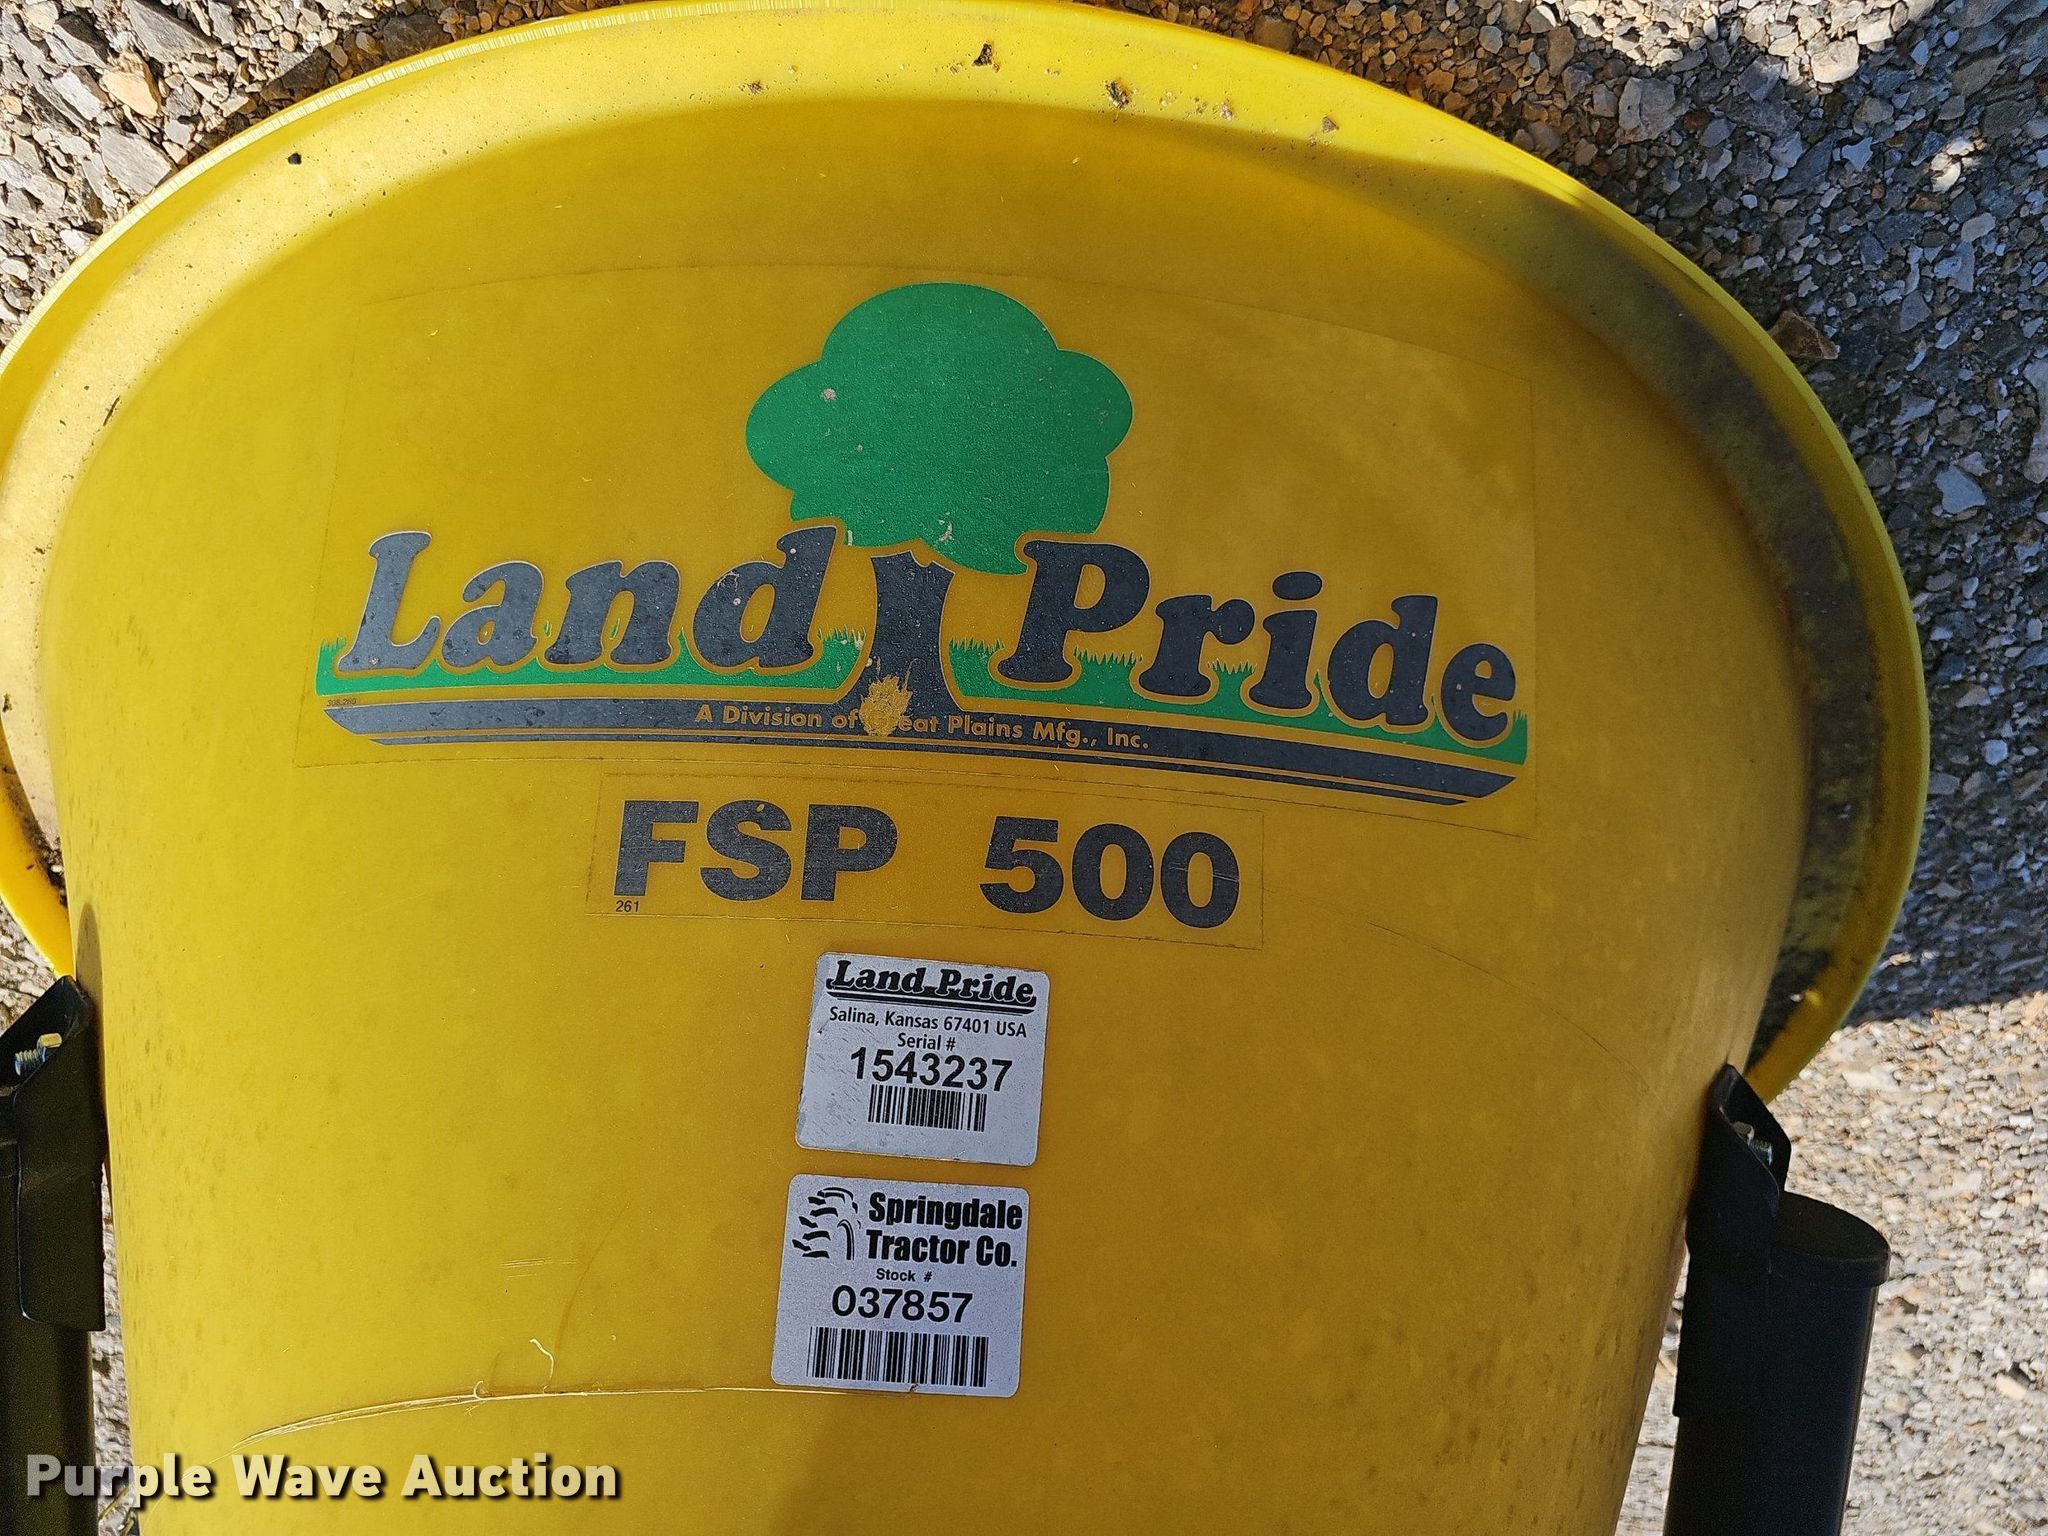 Land Pride
A Division of Great Plains Mfg., Inc.
FSP 500
261
Land Pride
Salina, Kansas 67401 USA
Serial #
1543237
Springdale
Tractor Co.
Stock #
037857
Purple Wave Auction